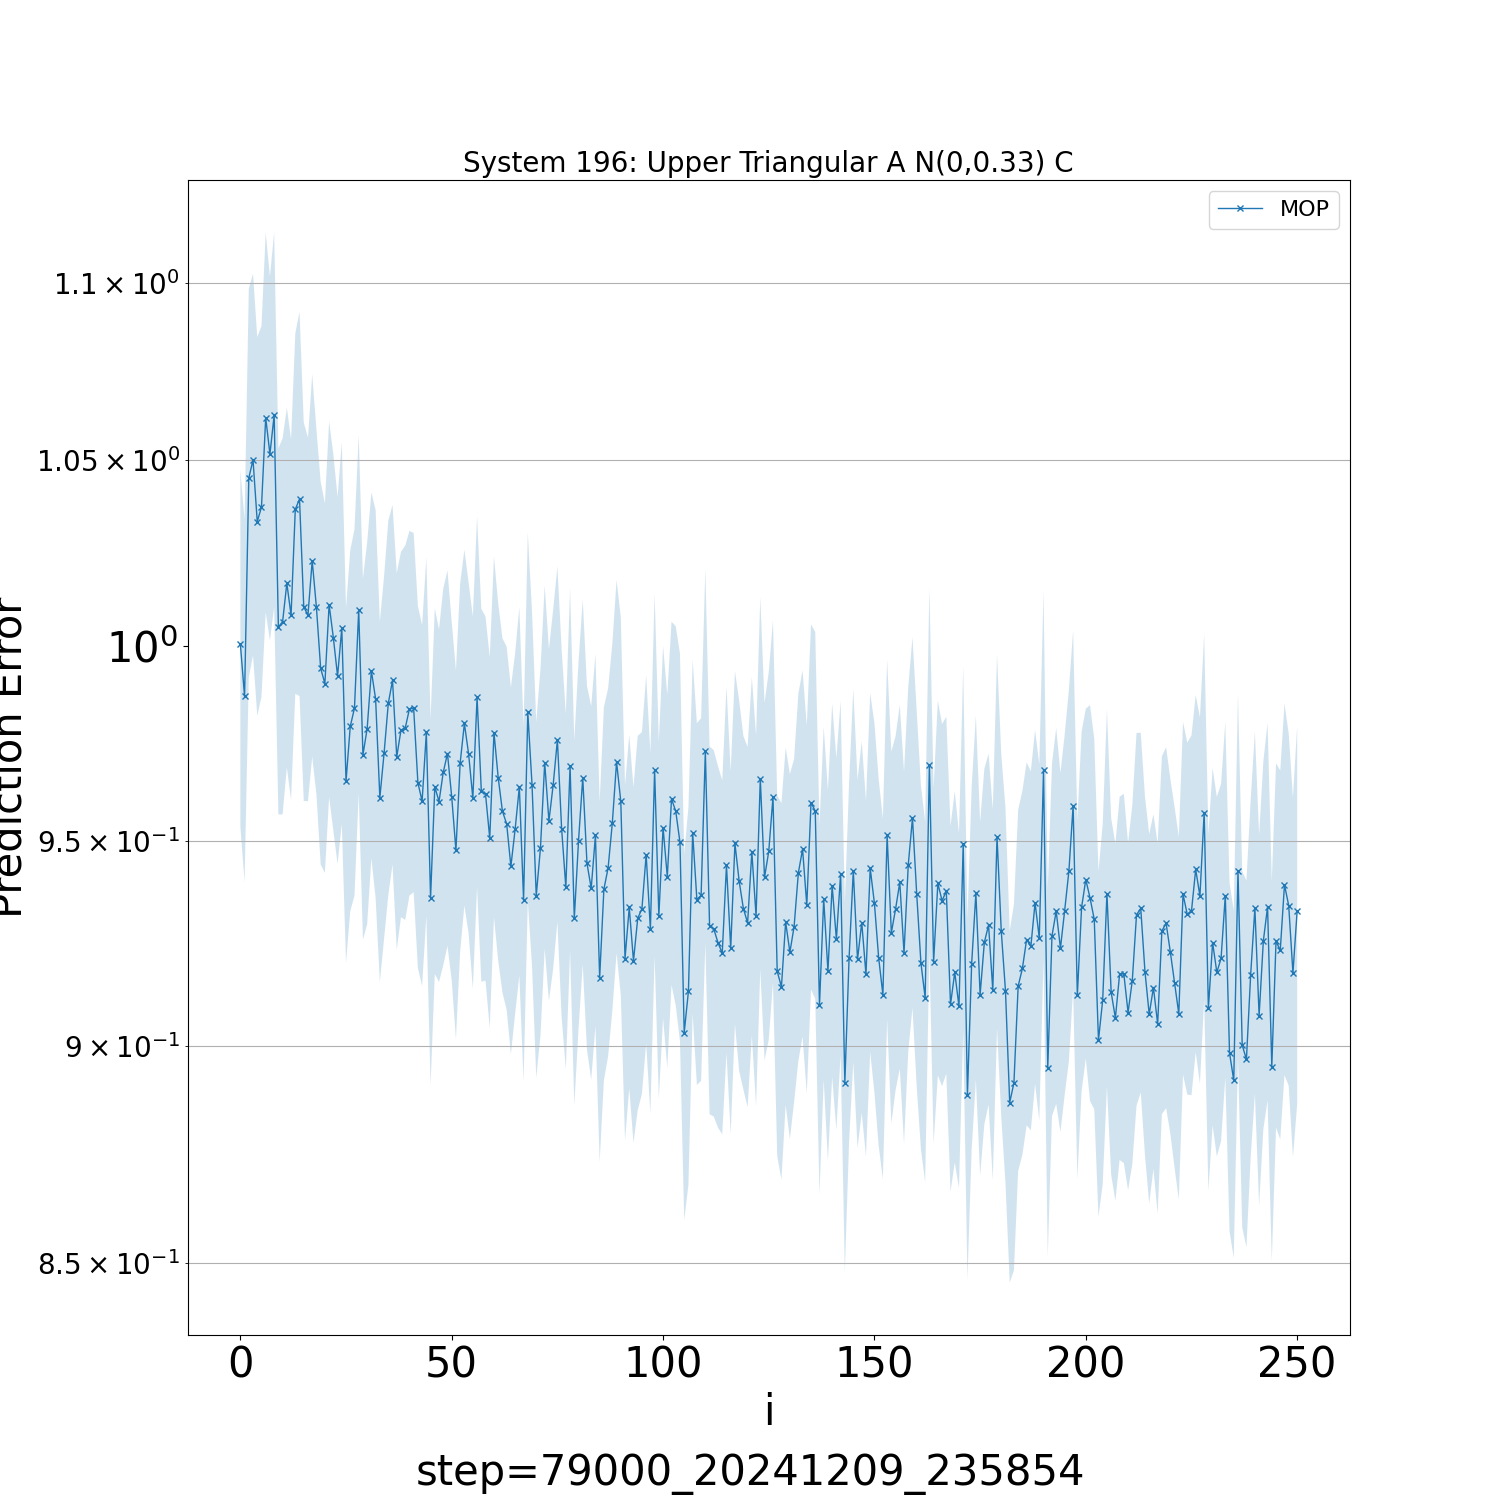 System 196: Upper Triangular A N(0,0.33) C
MOP
1.1 × 10⁰
1.05 × 10⁰
10⁰
9.5 × 10⁻¹
9 × 10⁻¹
8.5 × 10⁻¹
Prediction Error
0 50 100 150 200 250
i
step=79000_20241209_235854